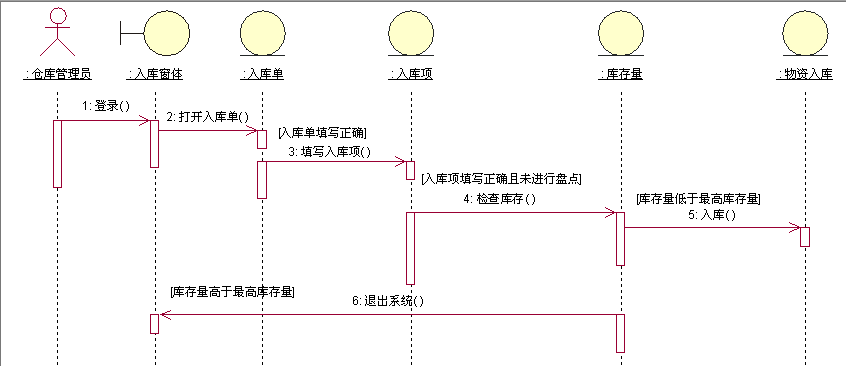 : 仓库管理员
: 入库窗体
: 入库单
: 入库项
: 库存量
: 物资入库
1: 登录( )
2: 打开入库单( )
[入库单填写正确]
3: 填写入库项( )
[入库项填写正确且未进行盘点]
4: 检查库存( )
[库存量低于最高库存量]
5: 入库( )
[库存量高于最高库存量]
6: 退出系统( )